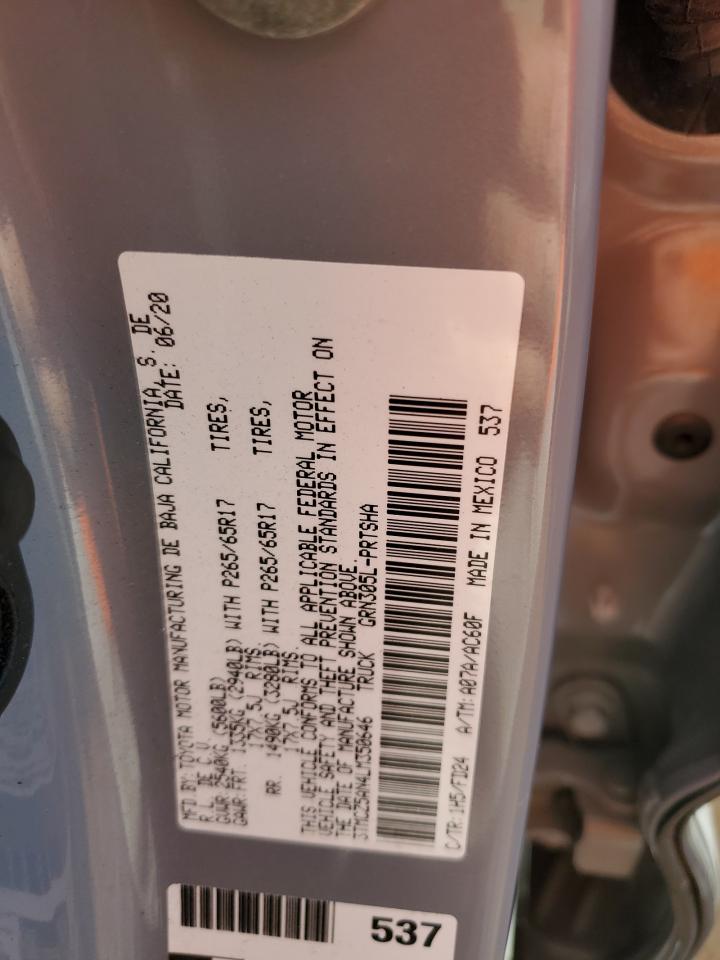 MFD BY: TOYOTA MOTOR MANUFACTURING DE BAJA CALIFORNIA, S. DE
R.L. DE C.V. DATE: 06/20
GVWR 2540KG (5600LB)
GAWR FRT. 1335KG (2940LB) WITH P265/65R17 TIRES,
17X7.5J RIMS.
RR. 1490KG (3280LB) WITH P265/65R17 TIRES,
17X7.5J RIMS.
THIS VEHICLE CONFORMS TO ALL APPLICABLE FEDERAL MOTOR
VEHICLE SAFETY AND THEFT PREVENTION STANDARDS IN EFFECT ON
THE DATE OF MANUFACTURE SHOWN ABOVE.
3TMCZ5AN4LM350646 TRUCK GRN305L-PRTSHA
C/TR: 1H5/FD24 A/TM: A07A/AC60F MADE IN MEXICO 537
537